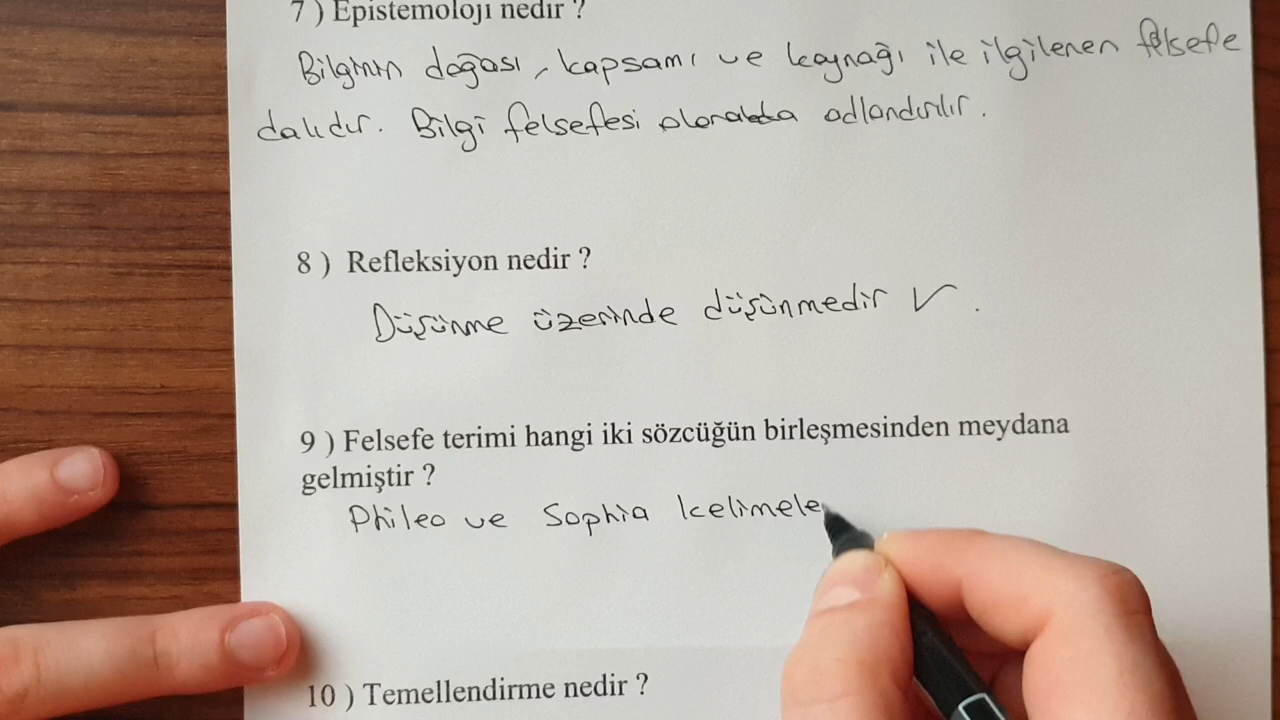 7 ) Epistemoloji nedir ?
Bilginin doğası, kapsamı ve kaynağı ile ilgilenen felsefe
dalıdır. Bilgi felsefesi olarakta adlandırılır.
8 ) Refleksiyon nedir ?
Düşünme üzerinde düşünmedir
9 ) Felsefe terimi hangi iki sözcüğün birleşmesinden meydana
gelmiştir ?
Phileo ve Sophia kelimele
10 ) Temellendirme nedir ?